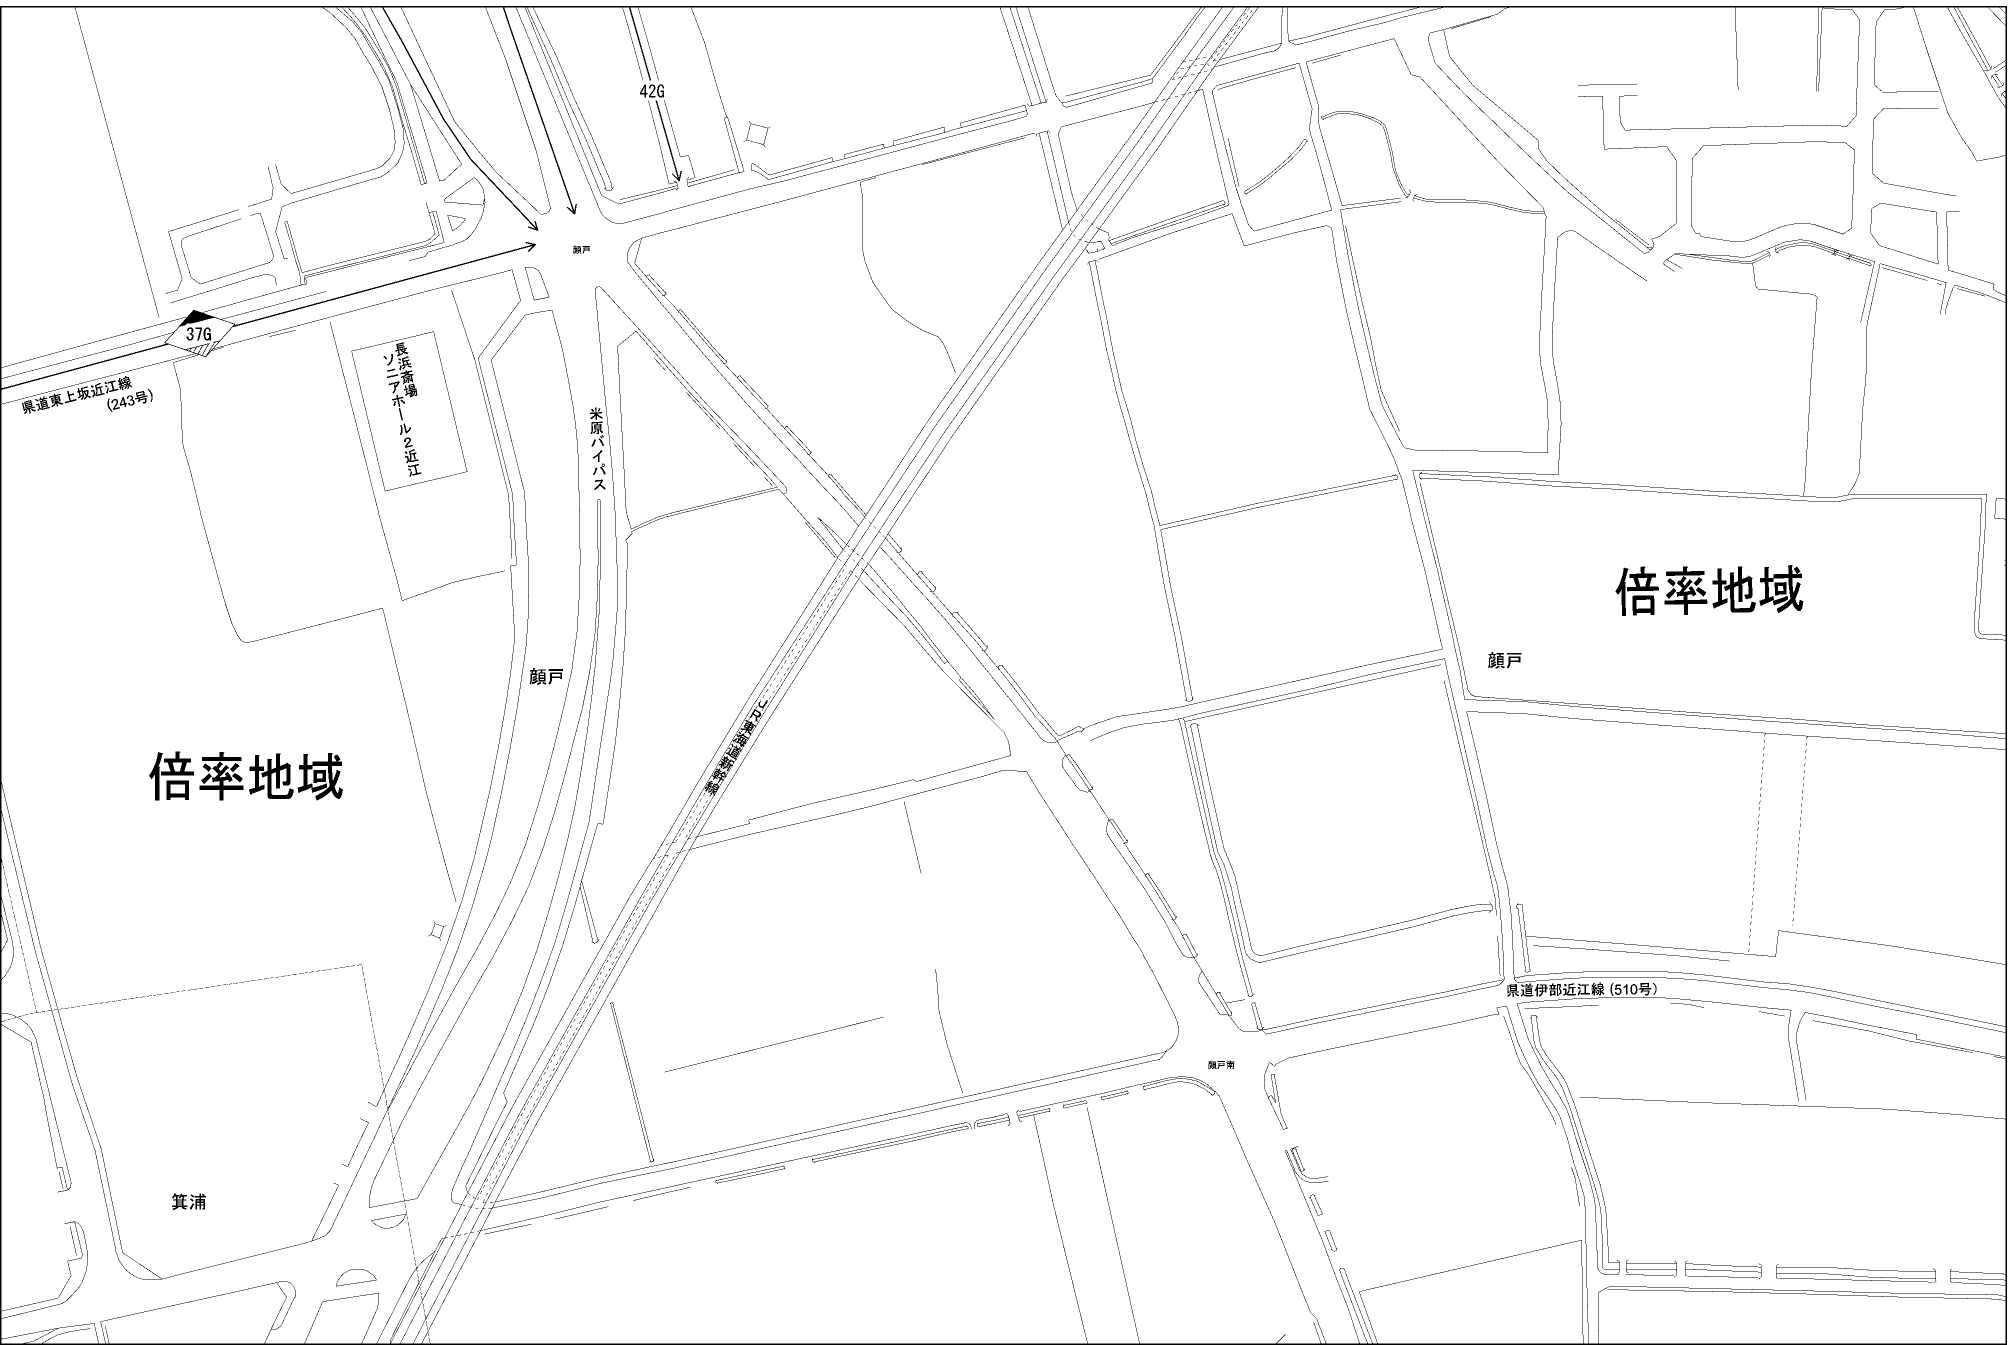 42G
顔戸
37G
県道東上坂近江線
(243号)
長浜斎場
ソニアホール2近江
米原バイパス
倍率地域
顔戸
顔戸
JR東海道新幹線
倍率地域
県道伊部近江線 (510号)
顔戸南
箕浦